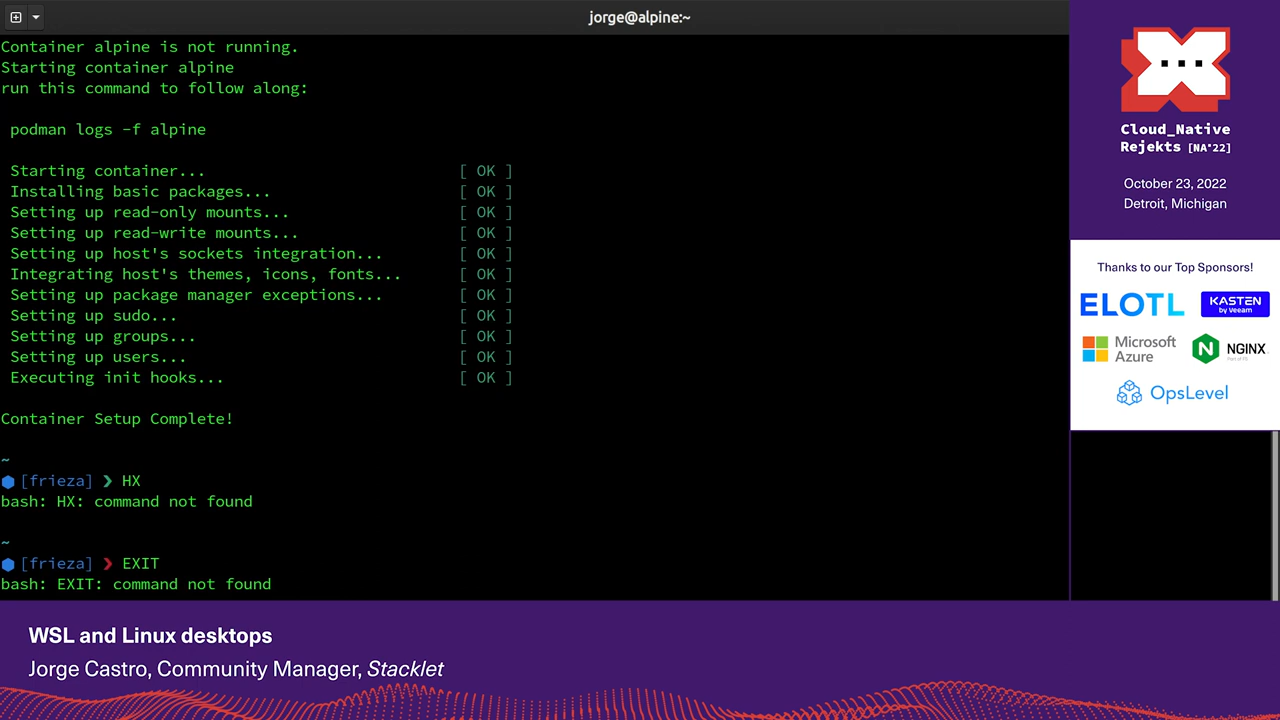 jorge@alpine:~
Container alpine is not running.
Starting container alpine
run this command to follow along:
podman logs -f alpine
Starting container... [ OK ]
Installing basic packages... [ OK ]
Setting up read-only mounts... [ OK ]
Setting up read-write mounts... [ OK ]
Setting up host's sockets integration... [ OK ]
Integrating host's themes, icons, fonts... [ OK ]
Setting up package manager exceptions... [ OK ]
Setting up sudo... [ OK ]
Setting up groups... [ OK ]
Setting up users... [ OK ]
Executing init hooks... [ OK ]
Container Setup Complete!
~
[frieza] ❯ HX
bash: HX: command not found
~
[frieza] ❯ EXIT
bash: EXIT: command not found
Cloud_Native
Rejekts [NA'22]
October 23, 2022
Detroit, Michigan
Thanks to our Top Sponsors!
ELOTL
KASTEN
by Veeam
Microsoft
Azure
N
NGINX
Part of F5
OpsLevel
WSL and Linux desktops
Jorge Castro, Community Manager, Stacklet